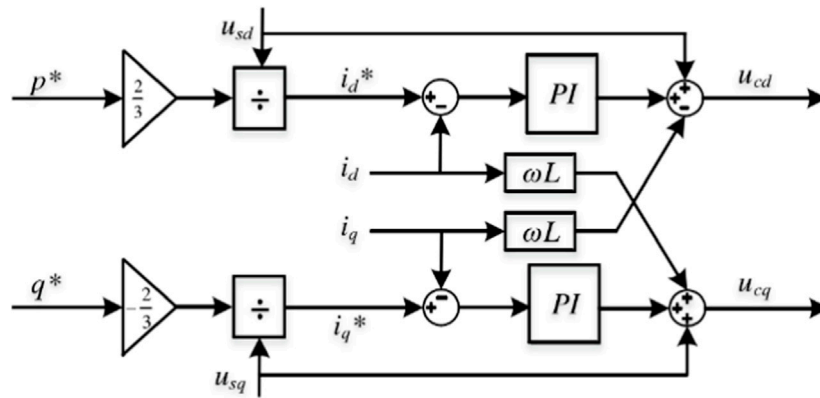 u_sd
p* 2/3 ÷ i_d* + - PI + + - u_cd
i_d ωL
i_q ωL
q* -2/3 ÷ i_q* + - PI + + + u_cq
u_sq